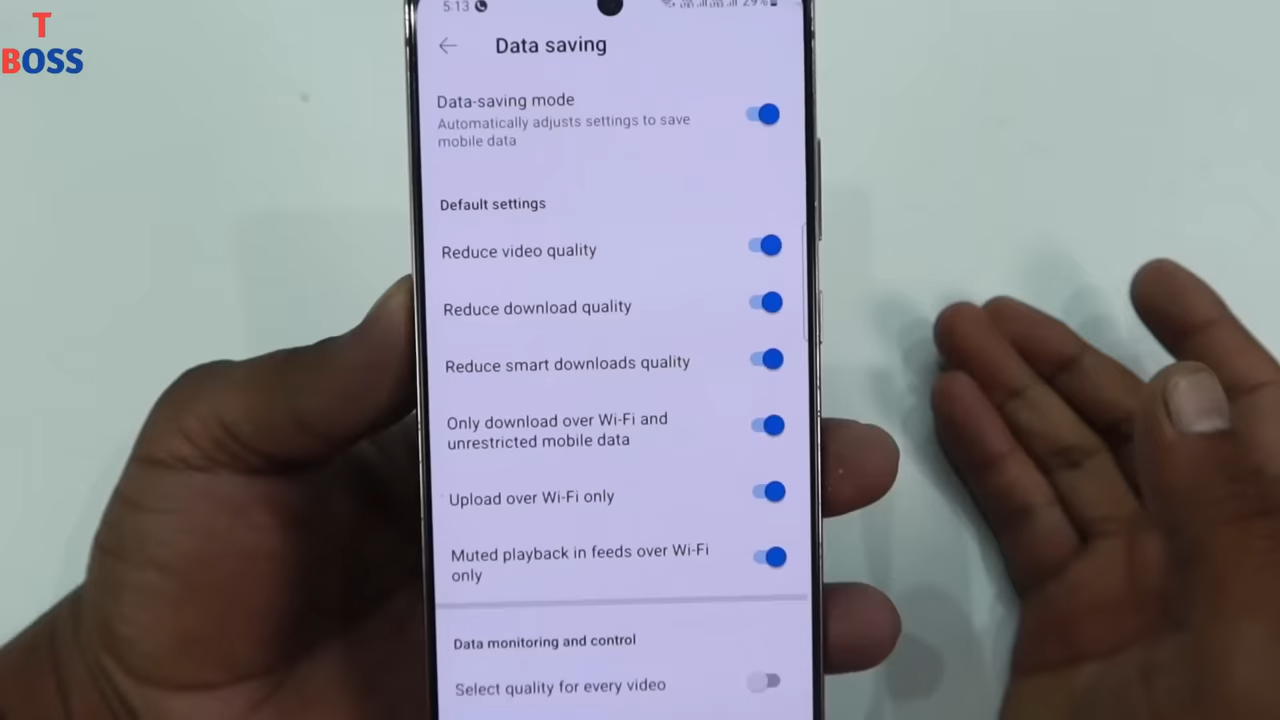 T
BOSS
5:13
29%
Data saving
Data-saving mode
Automatically adjusts settings to save
mobile data
Default settings
Reduce video quality
Reduce download quality
Reduce smart downloads quality
Only download over Wi-Fi and
unrestricted mobile data
Upload over Wi-Fi only
Muted playback in feeds over Wi-Fi
only
Data monitoring and control
Select quality for every video